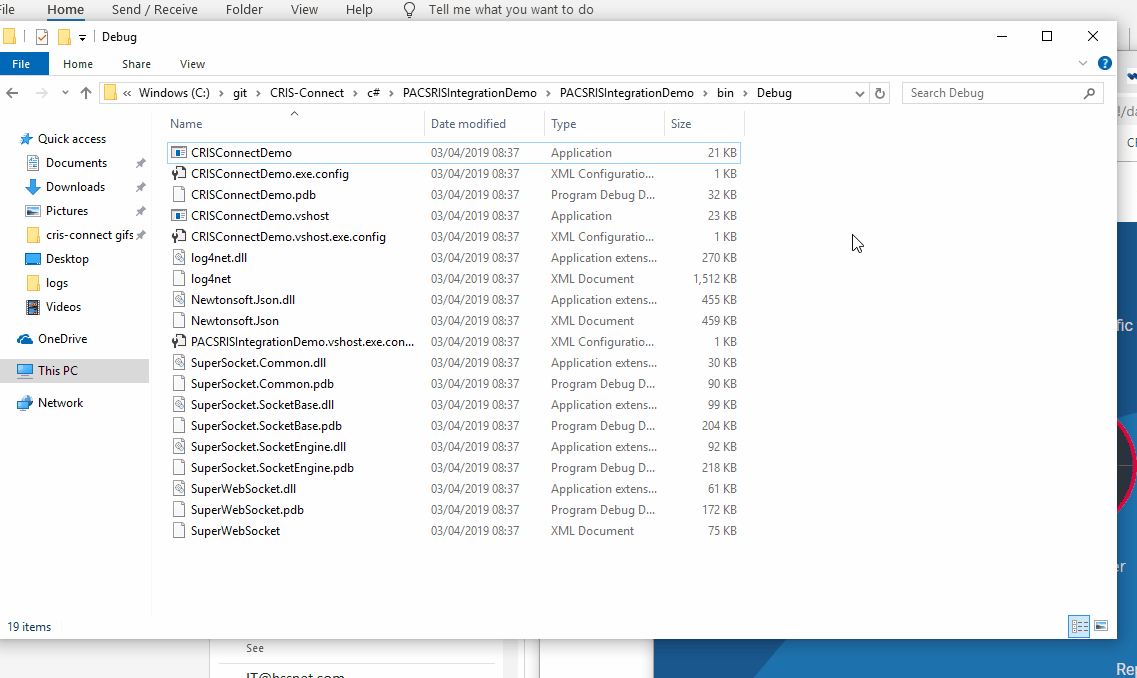 File Home Send / Receive Folder View Help Tell me what you want to do
Debug
File Home Share View
« Windows (C:) › git › CRIS-Connect › c# › PACSRISIntegrationDemo › PACSRISIntegrationDemo › bin › Debug Search Debug
Name Date modified Type Size
Quick access
Documents
Downloads
Pictures
cris-connect gifs
Desktop
logs
Videos
OneDrive
This PC
Network
CRISConnectDemo 03/04/2019 08:37 Application 21 KB
CRISConnectDemo.exe.config 03/04/2019 08:37 XML Configuratio... 1 KB
CRISConnectDemo.pdb 03/04/2019 08:37 Program Debug D... 32 KB
CRISConnectDemo.vshost 03/04/2019 08:37 Application 23 KB
CRISConnectDemo.vshost.exe.config 03/04/2019 08:37 XML Configuratio... 1 KB
log4net.dll 03/04/2019 08:37 Application extens... 270 KB
log4net 03/04/2019 08:37 XML Document 1,512 KB
Newtonsoft.Json.dll 03/04/2019 08:37 Application extens... 455 KB
Newtonsoft.Json 03/04/2019 08:37 XML Document 459 KB
PACSRISIntegrationDemo.vshost.exe.con... 03/04/2019 08:37 XML Configuratio... 1 KB
SuperSocket.Common.dll 03/04/2019 08:37 Application extens... 30 KB
SuperSocket.Common.pdb 03/04/2019 08:37 Program Debug D... 90 KB
SuperSocket.SocketBase.dll 03/04/2019 08:37 Application extens... 99 KB
SuperSocket.SocketBase.pdb 03/04/2019 08:37 Program Debug D... 204 KB
SuperSocket.SocketEngine.dll 03/04/2019 08:37 Application extens... 92 KB
SuperSocket.SocketEngine.pdb 03/04/2019 08:37 Program Debug D... 218 KB
SuperWebSocket.dll 03/04/2019 08:37 Application extens... 61 KB
SuperWebSocket.pdb 03/04/2019 08:37 Program Debug D... 172 KB
SuperWebSocket 03/04/2019 08:37 XML Document 75 KB
19 items
See